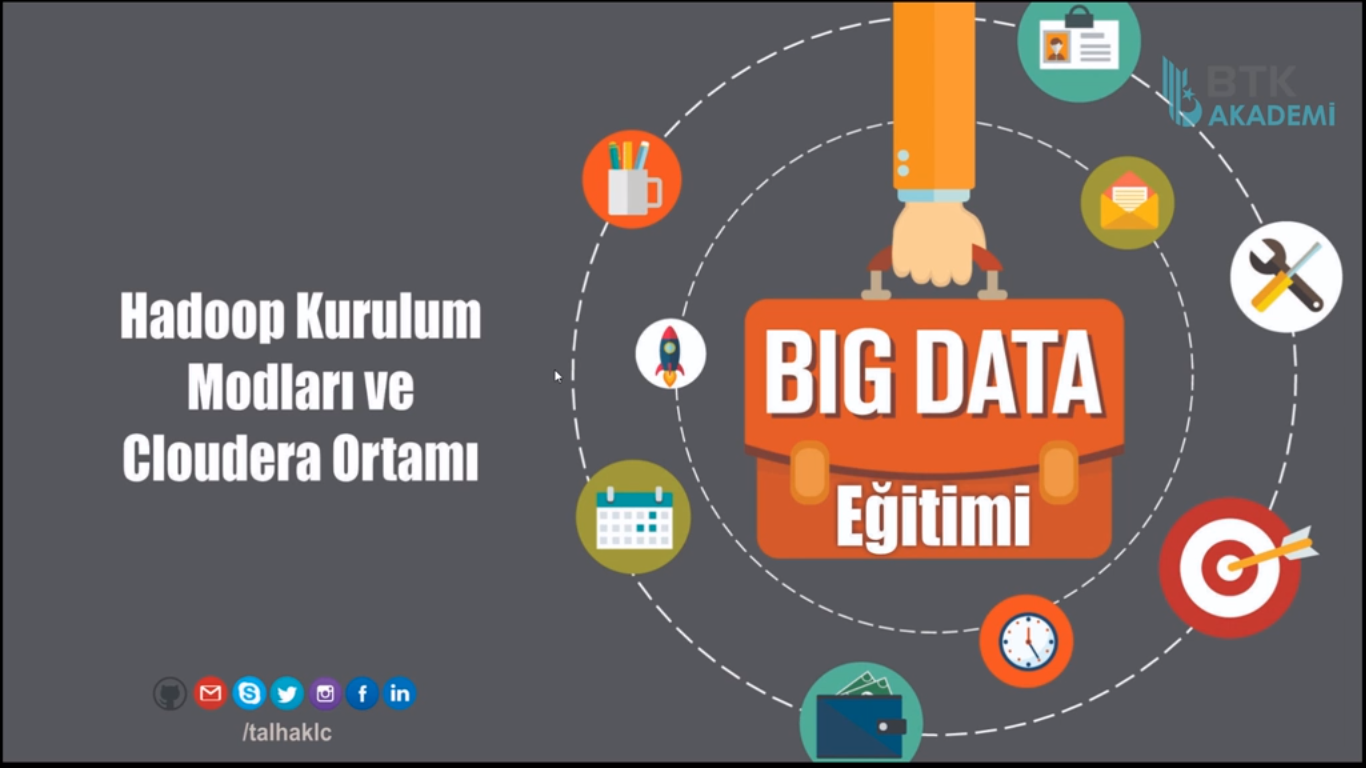 BTK
AKADEMİ
Hadoop Kurulum
Modları ve
Cloudera Ortamı
BIG DATA
Eğitimi
/talhaklc